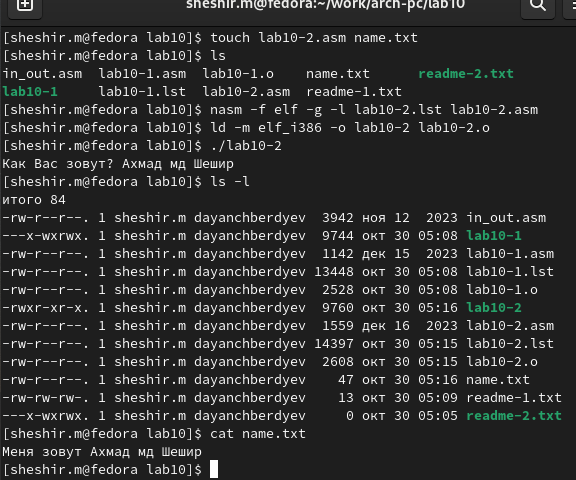 sheshir.m@fedora:~/work/arch-pc/lab10
[sheshir.m@fedora lab10]$ touch lab10-2.asm name.txt
[sheshir.m@fedora lab10]$ ls
in_out.asm lab10-1.asm lab10-1.o name.txt readme-2.txt
lab10-1 lab10-1.lst lab10-2.asm readme-1.txt
[sheshir.m@fedora lab10]$ nasm -f elf -g -l lab10-2.lst lab10-2.asm
[sheshir.m@fedora lab10]$ ld -m elf_i386 -o lab10-2 lab10-2.o
[sheshir.m@fedora lab10]$ ./lab10-2
Как Вас зовут? Ахмад мд Шешир
[sheshir.m@fedora lab10]$ ls -l
итого 84
-rw-r--r--. 1 sheshir.m dayanchberdyev 3942 ноя 12 2023 in_out.asm
---x-wxrwx. 1 sheshir.m dayanchberdyev 9744 окт 30 05:08 lab10-1
-rw-r--r--. 1 sheshir.m dayanchberdyev 1142 дек 15 2023 lab10-1.asm
-rw-r--r--. 1 sheshir.m dayanchberdyev 13448 окт 30 05:08 lab10-1.lst
-rw-r--r--. 1 sheshir.m dayanchberdyev 2528 окт 30 05:08 lab10-1.o
-rwxr-xr-x. 1 sheshir.m dayanchberdyev 9760 окт 30 05:16 lab10-2
-rw-r--r--. 1 sheshir.m dayanchberdyev 1559 дек 16 2023 lab10-2.asm
-rw-r--r--. 1 sheshir.m dayanchberdyev 14397 окт 30 05:15 lab10-2.lst
-rw-r--r--. 1 sheshir.m dayanchberdyev 2608 окт 30 05:15 lab10-2.o
-rw-r--r--. 1 sheshir.m dayanchberdyev 47 окт 30 05:16 name.txt
-rw-rw-rw-. 1 sheshir.m dayanchberdyev 13 окт 30 05:09 readme-1.txt
---x-wxrwx. 1 sheshir.m dayanchberdyev 0 окт 30 05:05 readme-2.txt
[sheshir.m@fedora lab10]$ cat name.txt
Меня зовут Ахмад мд Шешир
[sheshir.m@fedora lab10]$